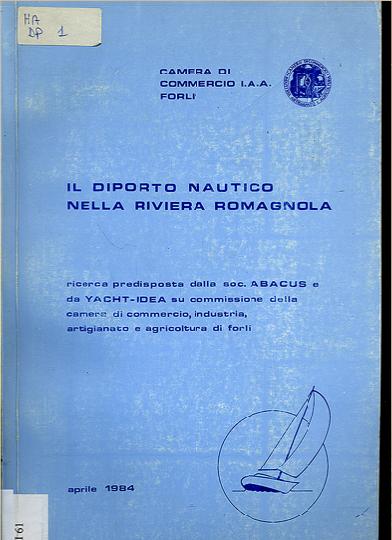 HA
DP 1
CAMERA DI
COMMERCIO I.A.A.
FORLI'
IL DIPORTO NAUTICO
NELLA RIVIERA ROMAGNOLA
ricerca predisposta dalla soc. ABACUS e
da YACHT-IDEA su commissione della
camera di commercio, industria,
artigianato e agricoltura di forlì
aprile 1984